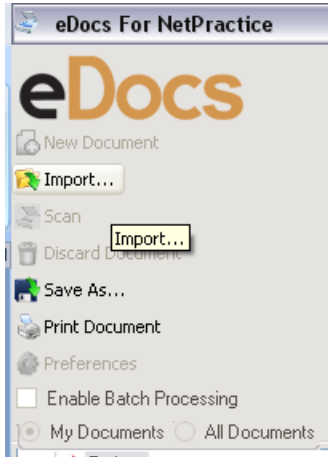 eDocs For NetPractice
eDocs
New Document
Import...
Scan
Import...
Discard Document
Save As...
Print Document
Preferences
Enable Batch Processing
My Documents All Documents